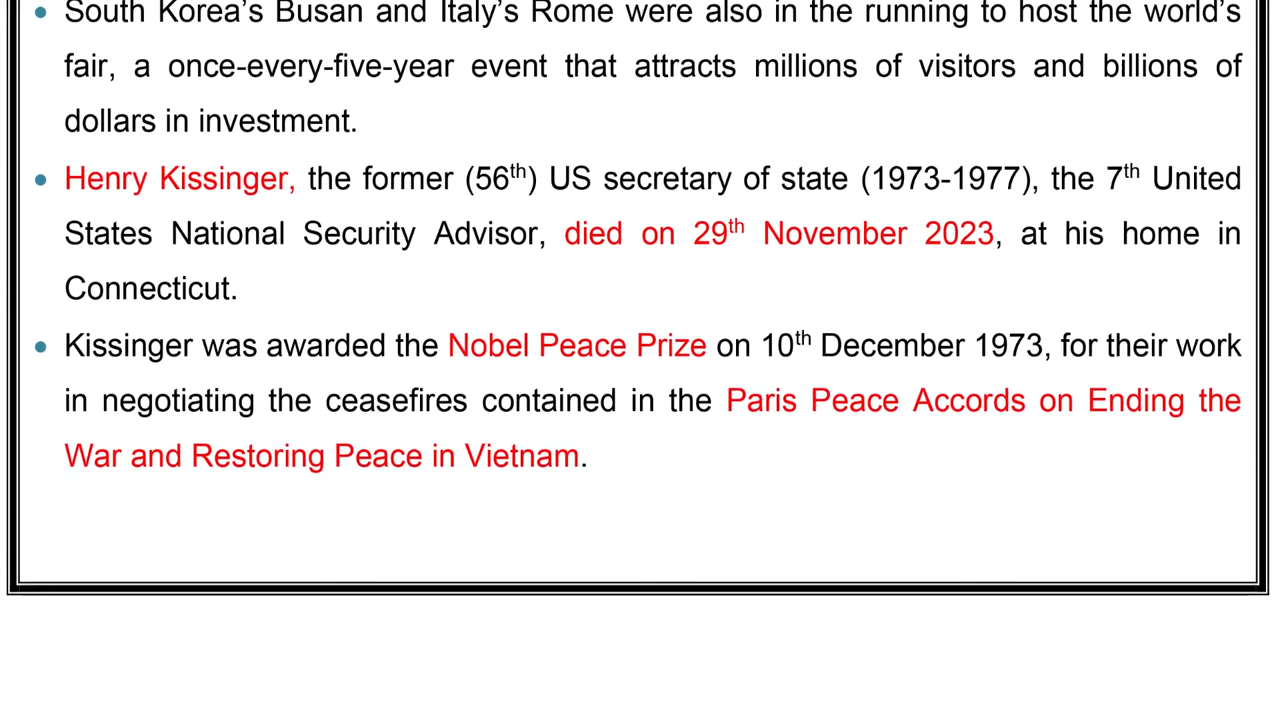 • South Korea’s Busan and Italy’s Rome were also in the running to host the world’s
fair, a once-every-five-year event that attracts millions of visitors and billions of
dollars in investment.
• Henry Kissinger, the former (56th) US secretary of state (1973-1977), the 7th United
States National Security Advisor, died on 29th November 2023, at his home in
Connecticut.
• Kissinger was awarded the Nobel Peace Prize on 10th December 1973, for their work
in negotiating the ceasefires contained in the Paris Peace Accords on Ending the
War and Restoring Peace in Vietnam.